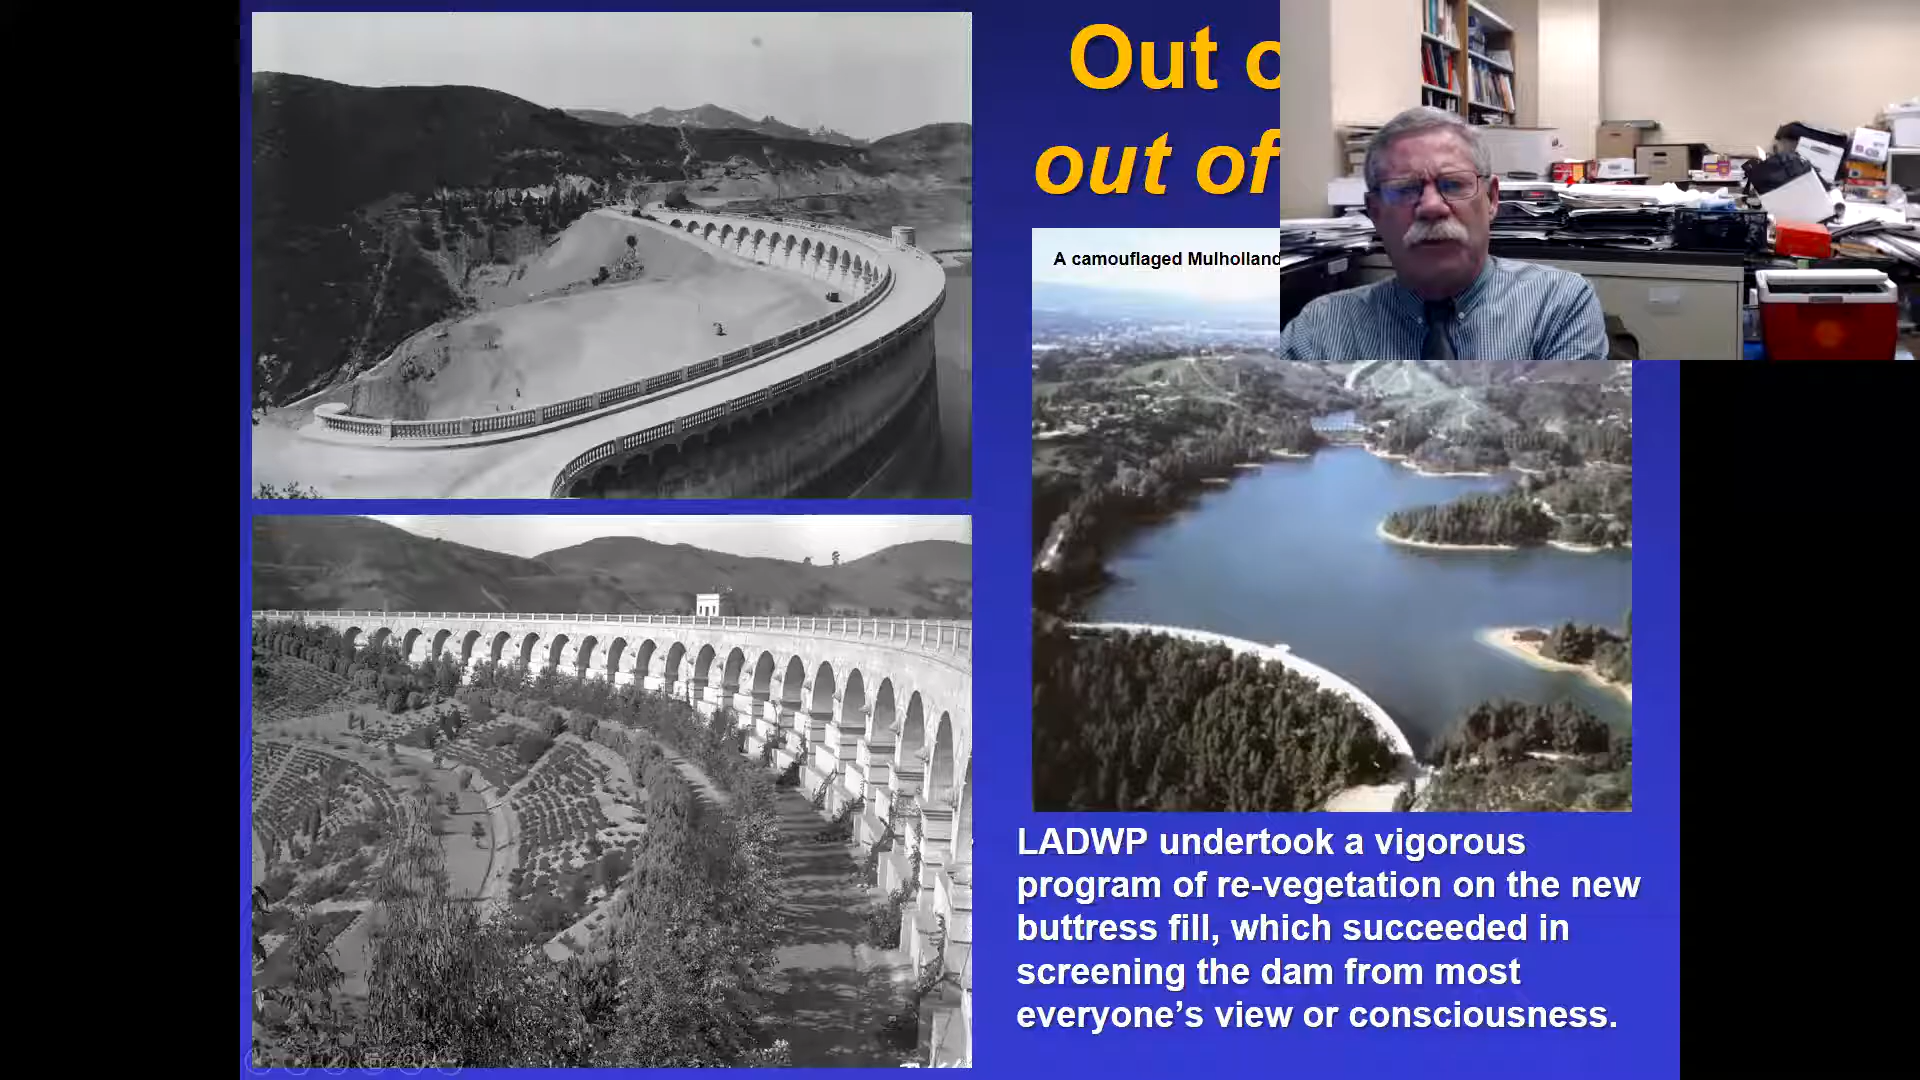 Out
out of
A camouflaged Mulholland
LADWP undertook a vigorous
program of re-vegetation on the new
buttress fill, which succeeded in
screening the dam from most
everyone’s view or consciousness.